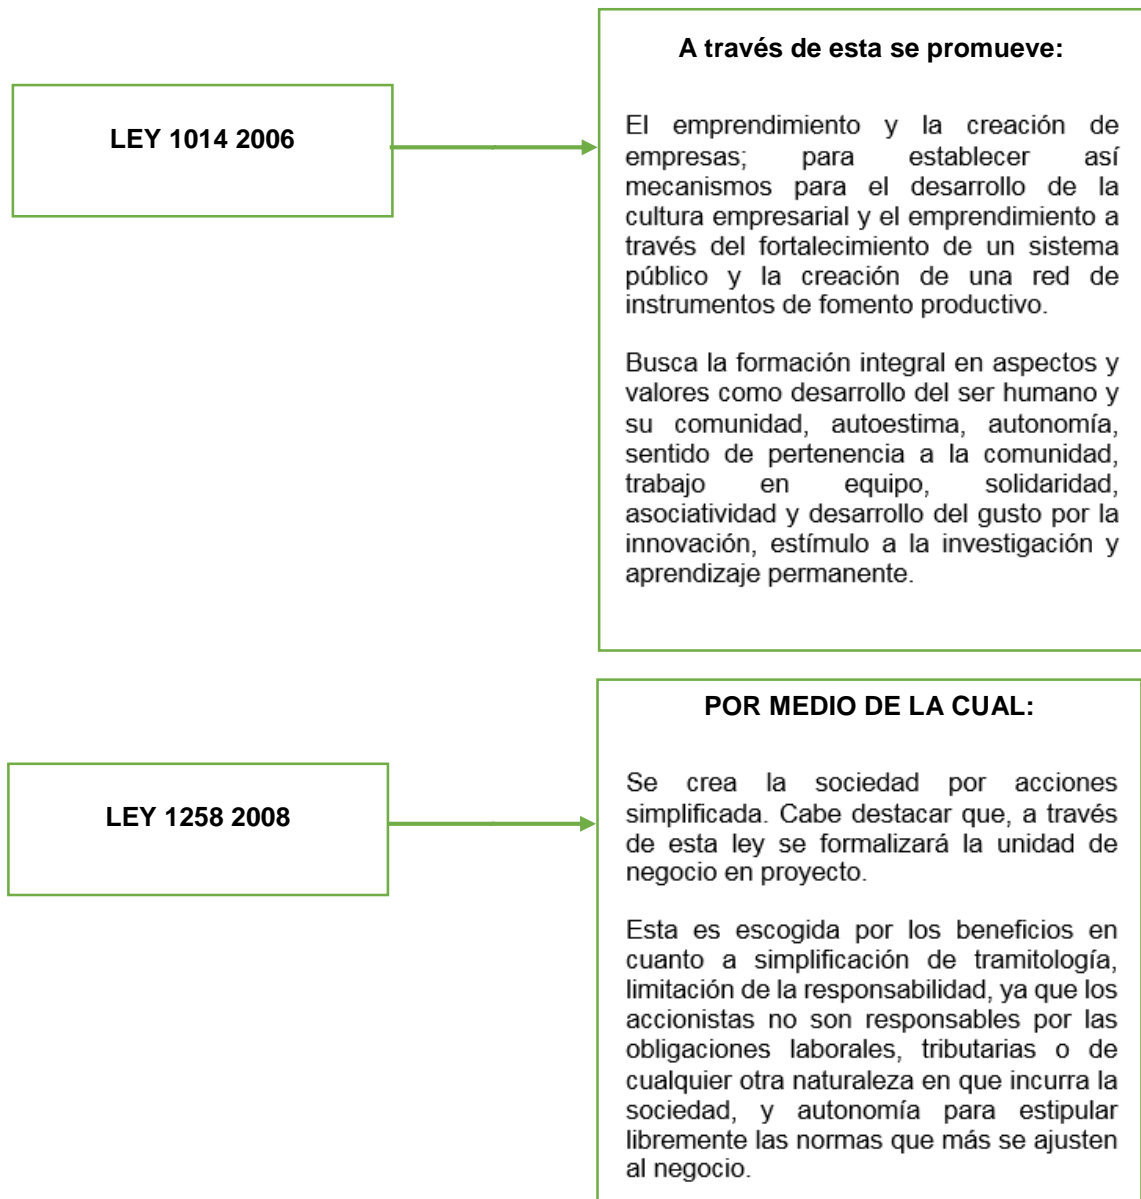 LEY 1014 2006
A través de esta se promueve:
El emprendimiento y la creación de
empresas; para establecer así
mecanismos para el desarrollo de la
cultura empresarial y el emprendimiento a
través del fortalecimiento de un sistema
público y la creación de una red de
instrumentos de fomento productivo.
Busca la formación integral en aspectos y
valores como desarrollo del ser humano y
su comunidad, autoestima, autonomía,
sentido de pertenencia a la comunidad,
trabajo en equipo, solidaridad,
asociatividad y desarrollo del gusto por la
innovación, estímulo a la investigación y
aprendizaje permanente.
LEY 1258 2008
POR MEDIO DE LA CUAL:
Se crea la sociedad por acciones
simplificada. Cabe destacar que, a través
de esta ley se formalizará la unidad de
negocio en proyecto.
Esta es escogida por los beneficios en
cuanto a simplificación de tramitología,
limitación de la responsabilidad, ya que los
accionistas no son responsables por las
obligaciones laborales, tributarias o de
cualquier otra naturaleza en que incurra la
sociedad, y autonomía para estipular
libremente las normas que más se ajusten
al negocio.